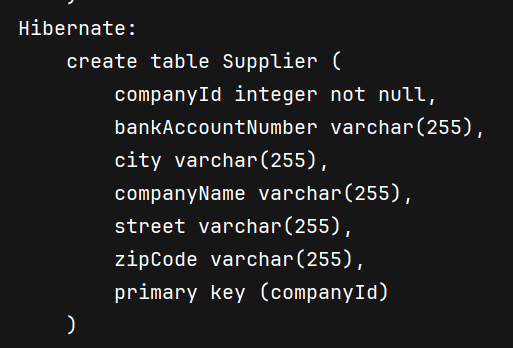 Hibernate:
    create table Supplier (
        companyId integer not null,
        bankAccountNumber varchar(255),
        city varchar(255),
        companyName varchar(255),
        street varchar(255),
        zipCode varchar(255),
        primary key (companyId)
    )